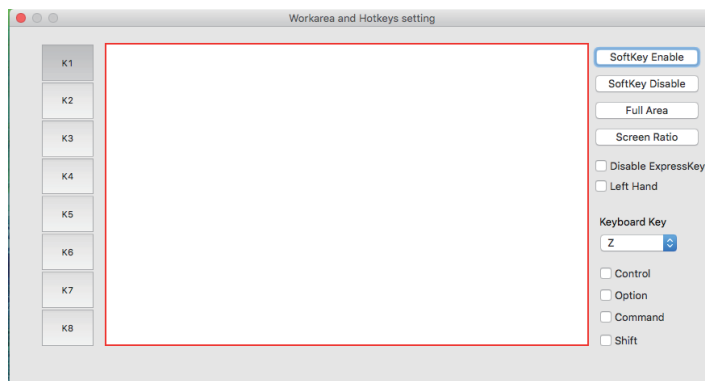 Workarea and Hotkeys setting
K1
K2
K3
K4
K5
K6
K7
K8
SoftKey Enable
SoftKey Disable
Full Area
Screen Ratio
Disable ExpressKey
Left Hand
Keyboard Key
Z
Control
Option
Command
Shift